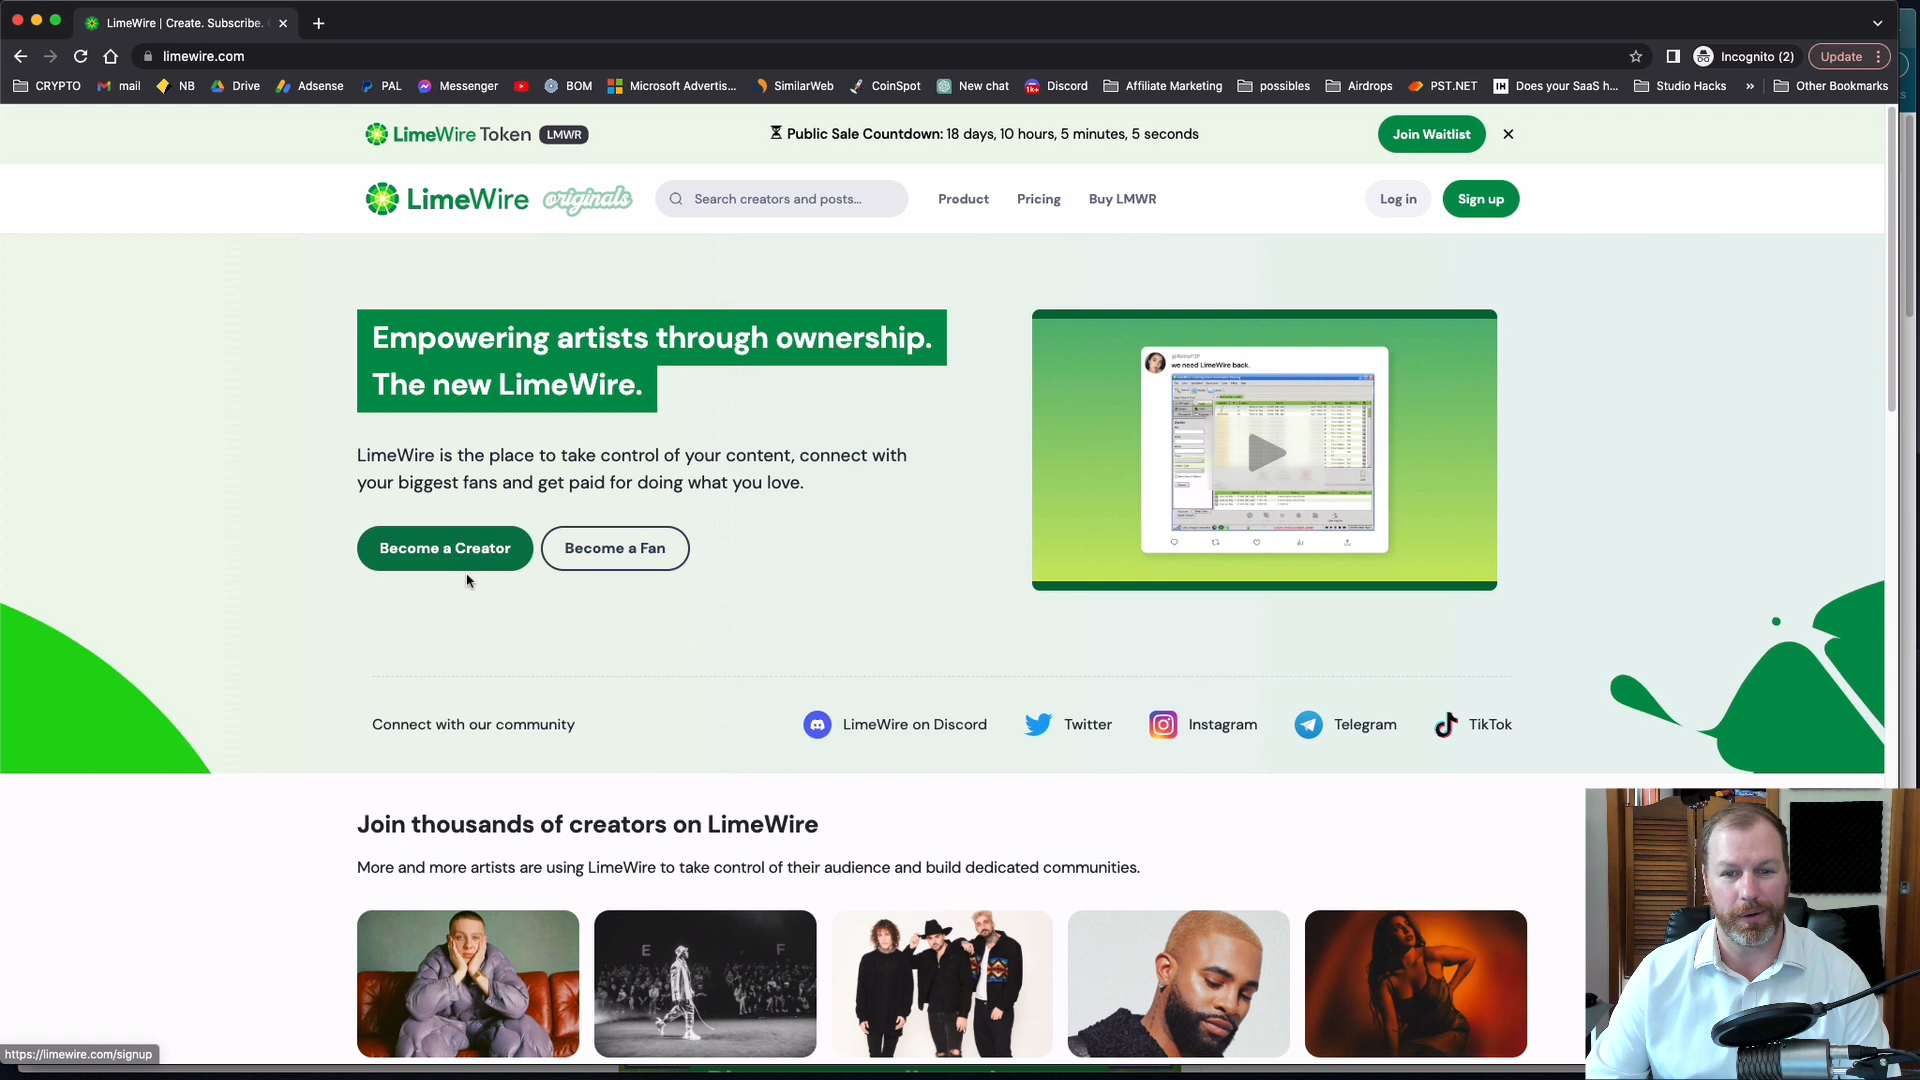 LimeWire | Create. Subscribe.
limewire.com
Incognito (2)
Update
CRYPTO
mail
NB
Drive
Adsense
PAL
Messenger
BOM
Microsoft Advertis...
SimilarWeb
CoinSpot
New chat
Discord
Affiliate Marketing
possibles
Airdrops
PST.NET
Does your SaaS h...
Studio Hacks
»
Other Bookmarks
LimeWire Token LMWR
Public Sale Countdown: 18 days, 10 hours, 5 minutes, 5 seconds
Join Waitlist
LimeWire originals
Search creators and posts...
Product
Pricing
Buy LMWR
Log in
Sign up
Empowering artists through ownership.
The new LimeWire.
LimeWire is the place to take control of your content, connect with
your biggest fans and get paid for doing what you love.
Become a Creator
Become a Fan
we need LimeWire back.
Connect with our community
LimeWire on Discord
Twitter
Instagram
Telegram
TikTok
Join thousands of creators on LimeWire
More and more artists are using LimeWire to take control of their audience and build dedicated communities.
E F
https://limewire.com/signup